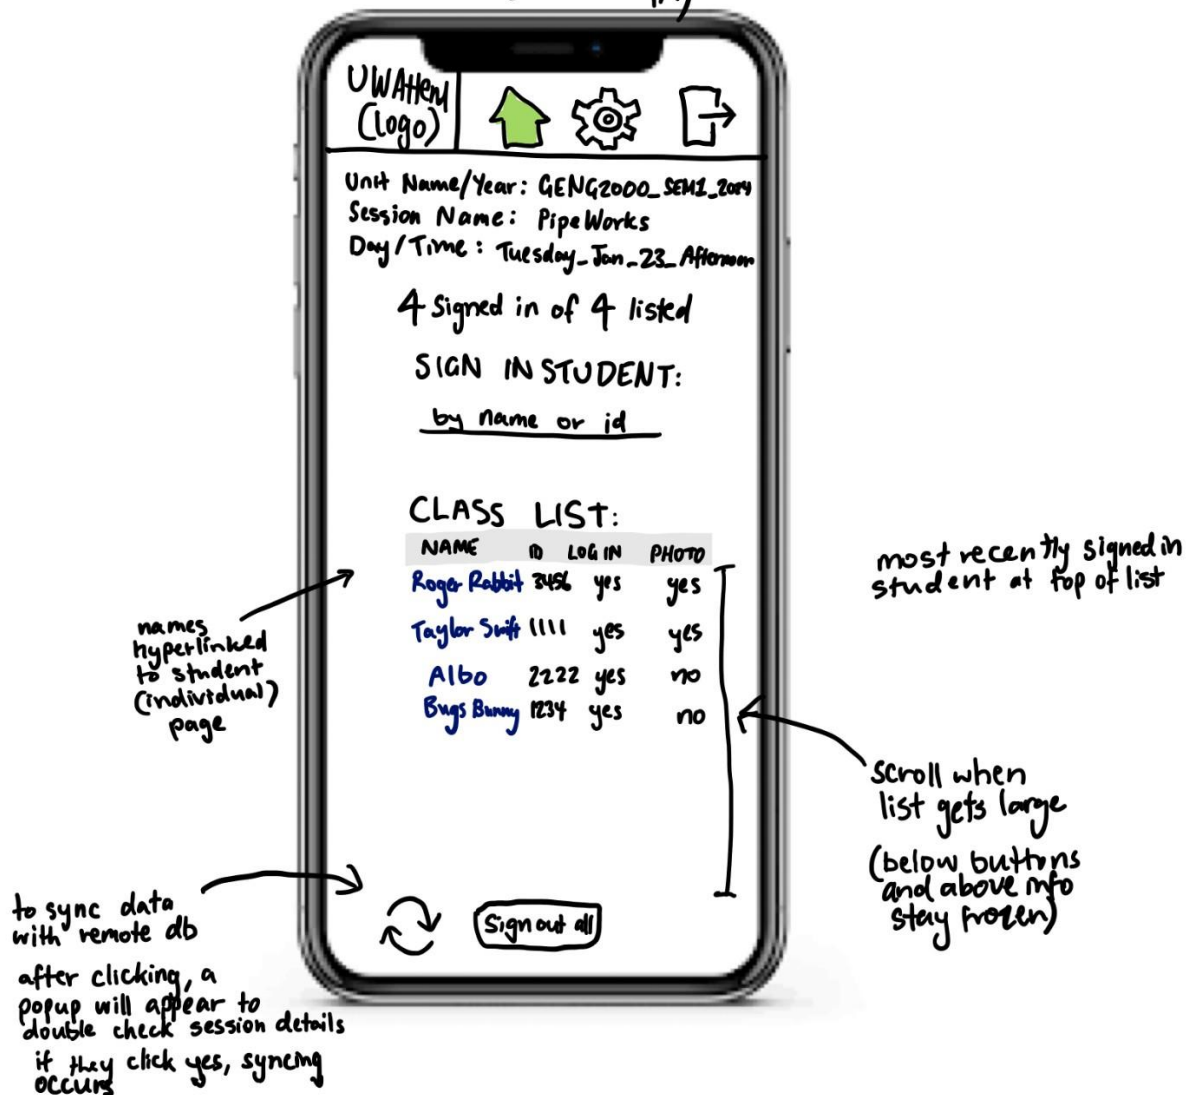 UWAttend
(logo)
Unit Name/Year: GENG2000_SEM1_2024
Session Name: PipeWorks
Day/Time: Tuesday_Jan_23_Afternoon
4 Signed in of 4 listed
SIGN IN STUDENT:
by name or id
CLASS LIST:
NAME ID LOG IN PHOTO
Roger Rabbit 3456 yes yes
Taylor Swift 1111 yes yes
Albo 2222 yes no
Bugs Bunny 1234 yes no
Sign out all
names
hyperlinked
to student
(individual)
page
most recently signed in
student at top of list
scroll when
list gets large
(below buttons
and above info
stay frozen)
to sync data
with remote db
after clicking, a
popup will appear to
double check session details
if they click yes, syncing
occurs